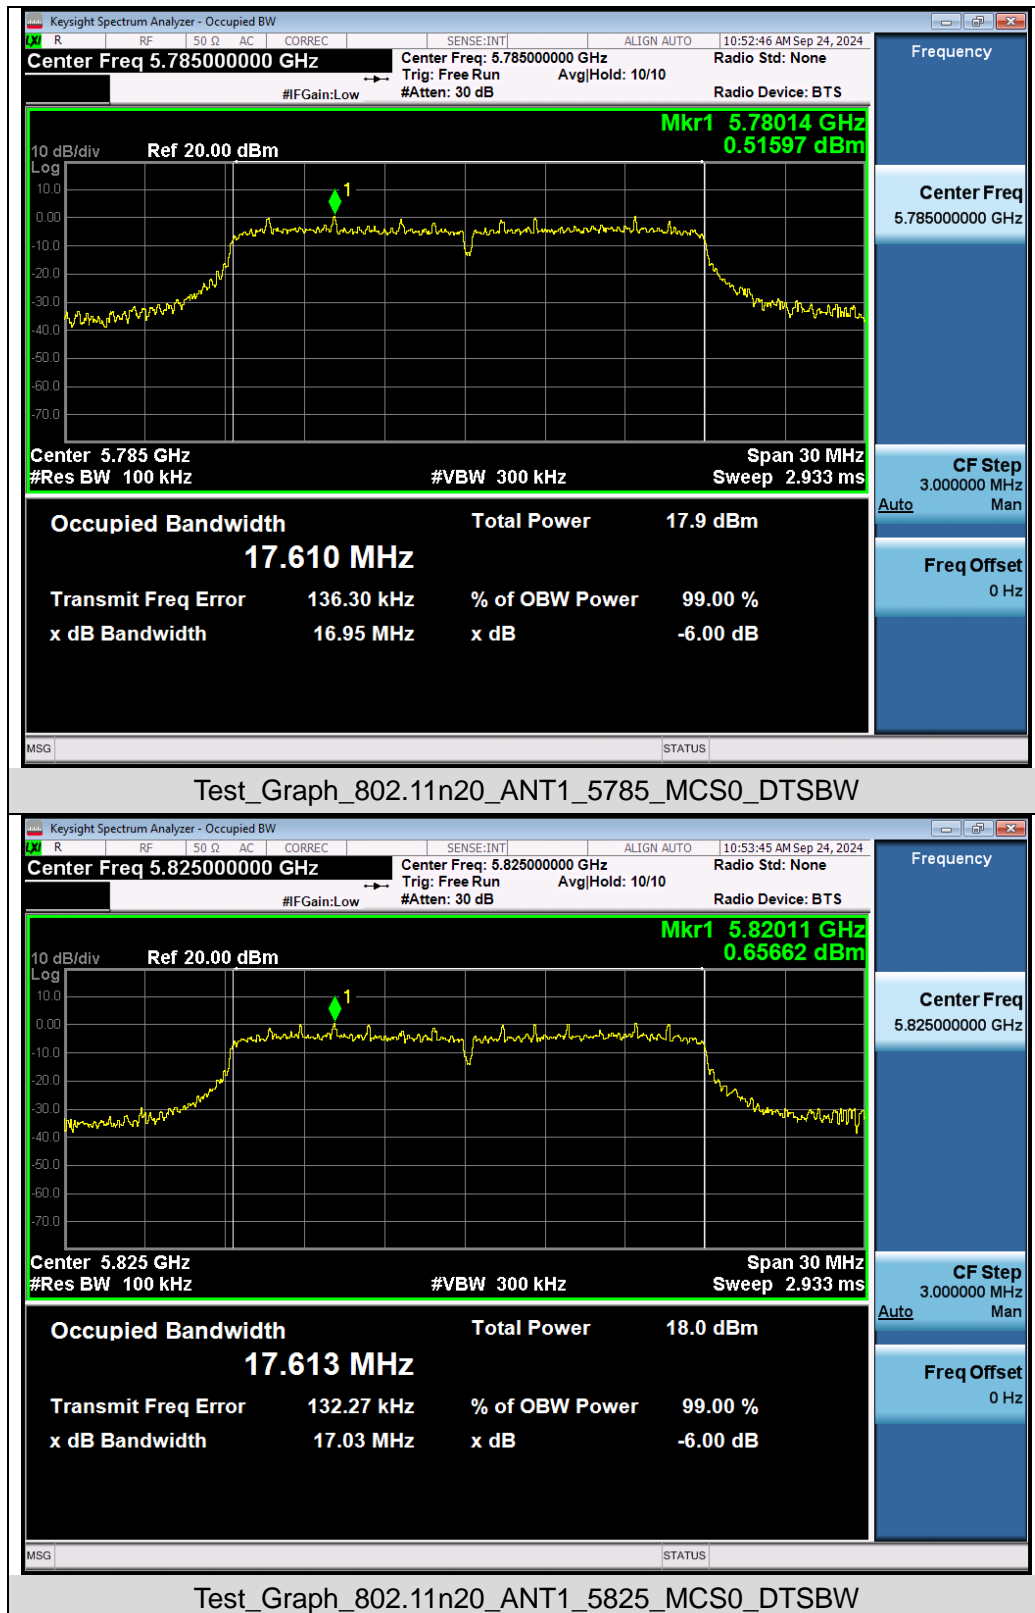 Keysight Spectrum Analyzer - Occupied BW
LXI R RF 50 Ω AC CORREC SENSE:INT ALIGN AUTO 10:52:46 AM Sep 24, 2024
Center Freq 5.785000000 GHz
Center Freq: 5.785000000 GHz
Radio Std: None
Trig: Free Run Avg|Hold: 10/10
#IFGain:Low
#Atten: 30 dB
Radio Device: BTS
Frequency
Mkr1 5.78014 GHz
0.51597 dBm
10 dB/div Ref 20.00 dBm
Log
10.0
0.00
-10.0
-20.0
-30.0
-40.0
-50.0
-60.0
-70.0
1
Center 5.785 GHz
Span 30 MHz
#Res BW 100 kHz
#VBW 300 kHz
Sweep 2.933 ms
Center Freq
5.785000000 GHz
CF Step
3.000000 MHz
Auto Man
Freq Offset
0 Hz
Occupied Bandwidth
Total Power 17.9 dBm
17.610 MHz
Transmit Freq Error 136.30 kHz % of OBW Power 99.00 %
x dB Bandwidth 16.95 MHz x dB -6.00 dB
MSG
STATUS
Test_Graph_802.11n20_ANT1_5785_MCS0_DTSBW
Keysight Spectrum Analyzer - Occupied BW
LXI R RF 50 Ω AC CORREC SENSE:INT ALIGN AUTO 10:53:45 AM Sep 24, 2024
Center Freq 5.825000000 GHz
Center Freq: 5.825000000 GHz
Radio Std: None
Trig: Free Run Avg|Hold: 10/10
#IFGain:Low
#Atten: 30 dB
Radio Device: BTS
Frequency
Mkr1 5.82011 GHz
0.65662 dBm
10 dB/div Ref 20.00 dBm
Log
10.0
0.00
-10.0
-20.0
-30.0
-40.0
-50.0
-60.0
-70.0
1
Center 5.825 GHz
Span 30 MHz
#Res BW 100 kHz
#VBW 300 kHz
Sweep 2.933 ms
Center Freq
5.825000000 GHz
CF Step
3.000000 MHz
Auto Man
Freq Offset
0 Hz
Occupied Bandwidth
Total Power 18.0 dBm
17.613 MHz
Transmit Freq Error 132.27 kHz % of OBW Power 99.00 %
x dB Bandwidth 17.03 MHz x dB -6.00 dB
MSG
STATUS
Test_Graph_802.11n20_ANT1_5825_MCS0_DTSBW